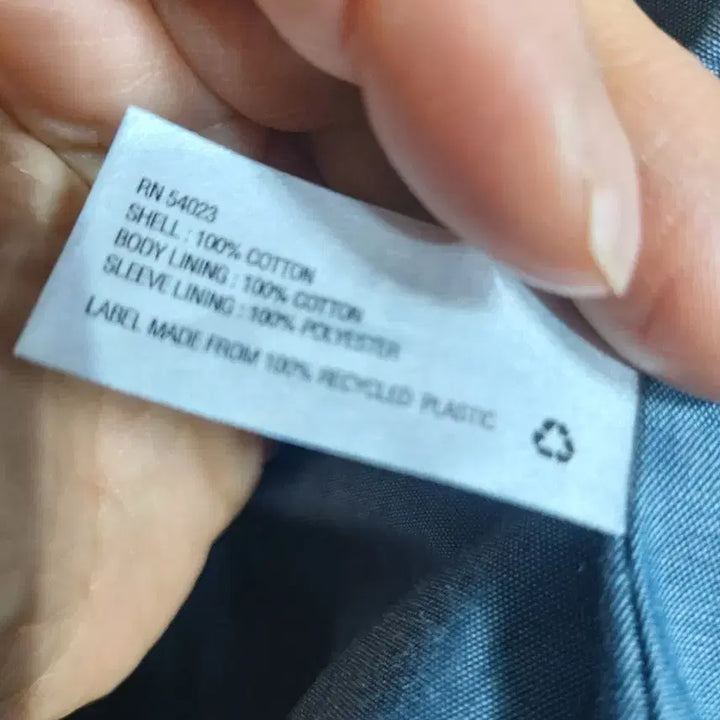 RN 54023
SHELL : 100% COTTON
BODY LINING : 100% COTTON
SLEEVE LINING : 100% POLYESTER
LABEL MADE FROM 100% RECYCLED PLASTIC